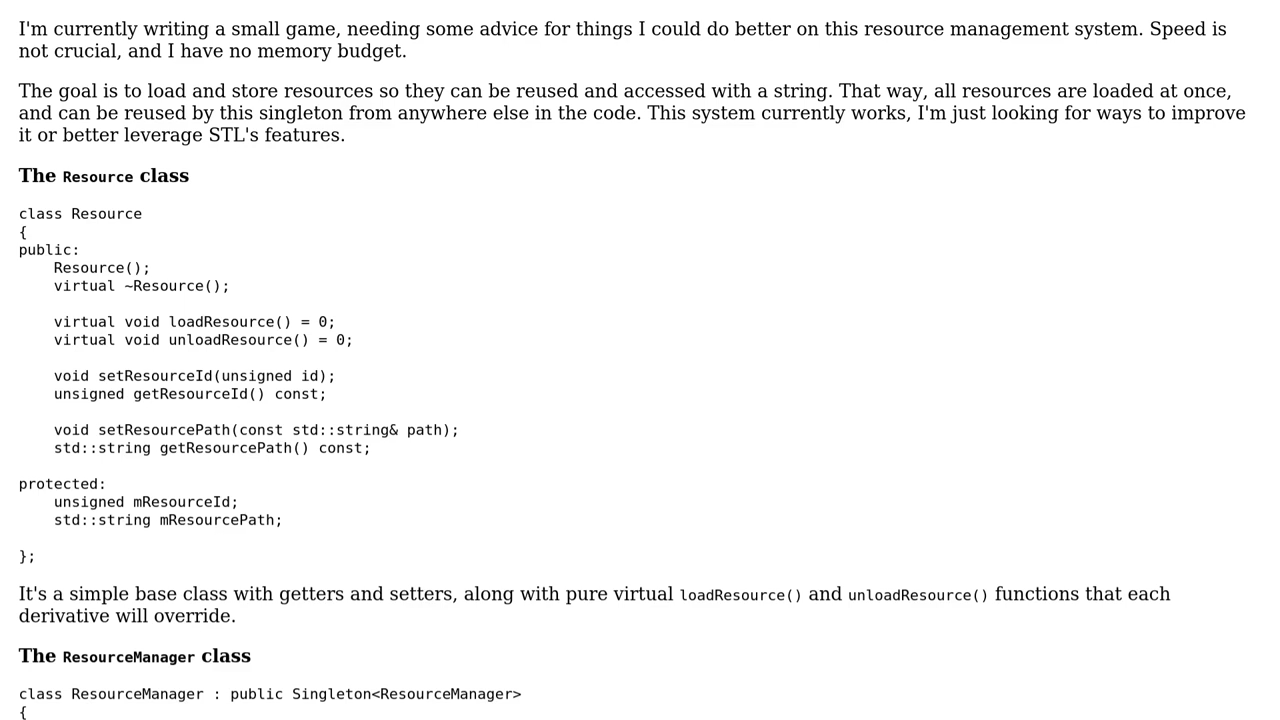 I'm currently writing a small game, needing some advice for things I could do better on this resource management system. Speed is
not crucial, and I have no memory budget.
The goal is to load and store resources so they can be reused and accessed with a string. That way, all resources are loaded at once,
and can be reused by this singleton from anywhere else in the code. This system currently works, I'm just looking for ways to improve
it or better leverage STL's features.
The Resource class
class Resource
{
public:
    Resource();
    virtual ~Resource();
    virtual void loadResource() = 0;
    virtual void unloadResource() = 0;
    void setResourceId(unsigned id);
    unsigned getResourceId() const;
    void setResourcePath(const std::string& path);
    std::string getResourcePath() const;
protected:
    unsigned mResourceId;
    std::string mResourcePath;
};
It's a simple base class with getters and setters, along with pure virtual loadResource() and unloadResource() functions that each
derivative will override.
The ResourceManager class
class ResourceManager : public Singleton<ResourceManager>
{